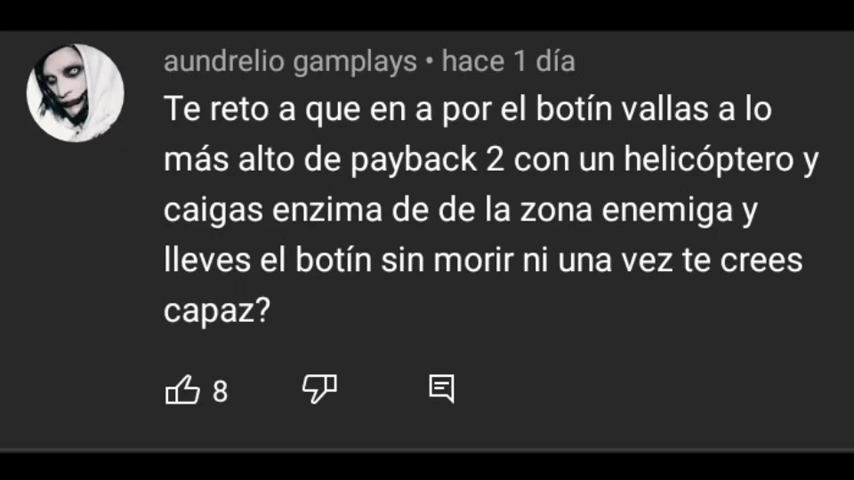 aundrelio gamplays • hace 1 día
Te reto a que en a por el botín vallas a lo
más alto de payback 2 con un helicóptero y
caigas enzima de de la zona enemiga y
lleves el botín sin morir ni una vez te crees
capaz?
8